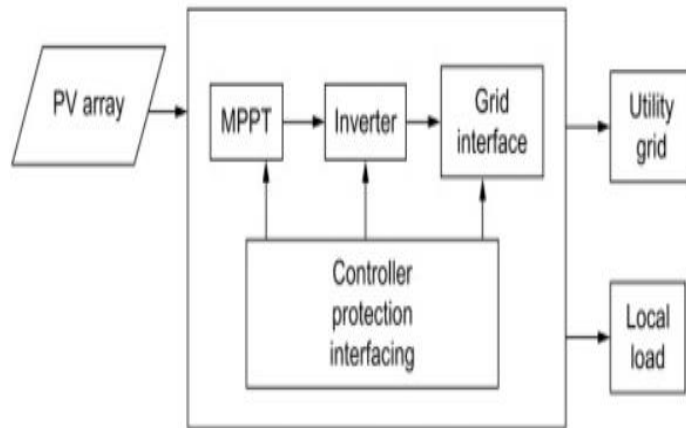 PV array
MPPT
Inverter
Grid
interface
Utility
grid
Controller
protection
interfacing
Local
load